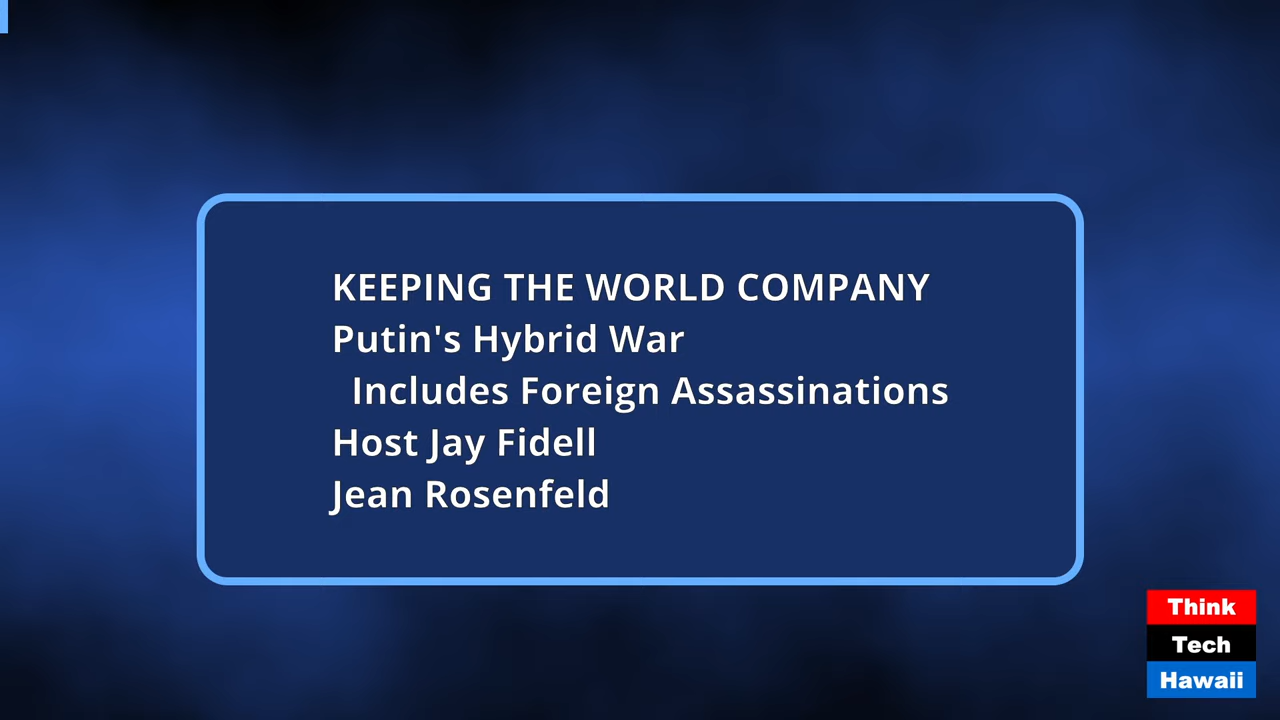 KEEPING THE WORLD COMPANY
Putin's Hybrid War
Includes Foreign Assassinations
Host Jay Fidell
Jean Rosenfeld
Think
Tech
Hawaii